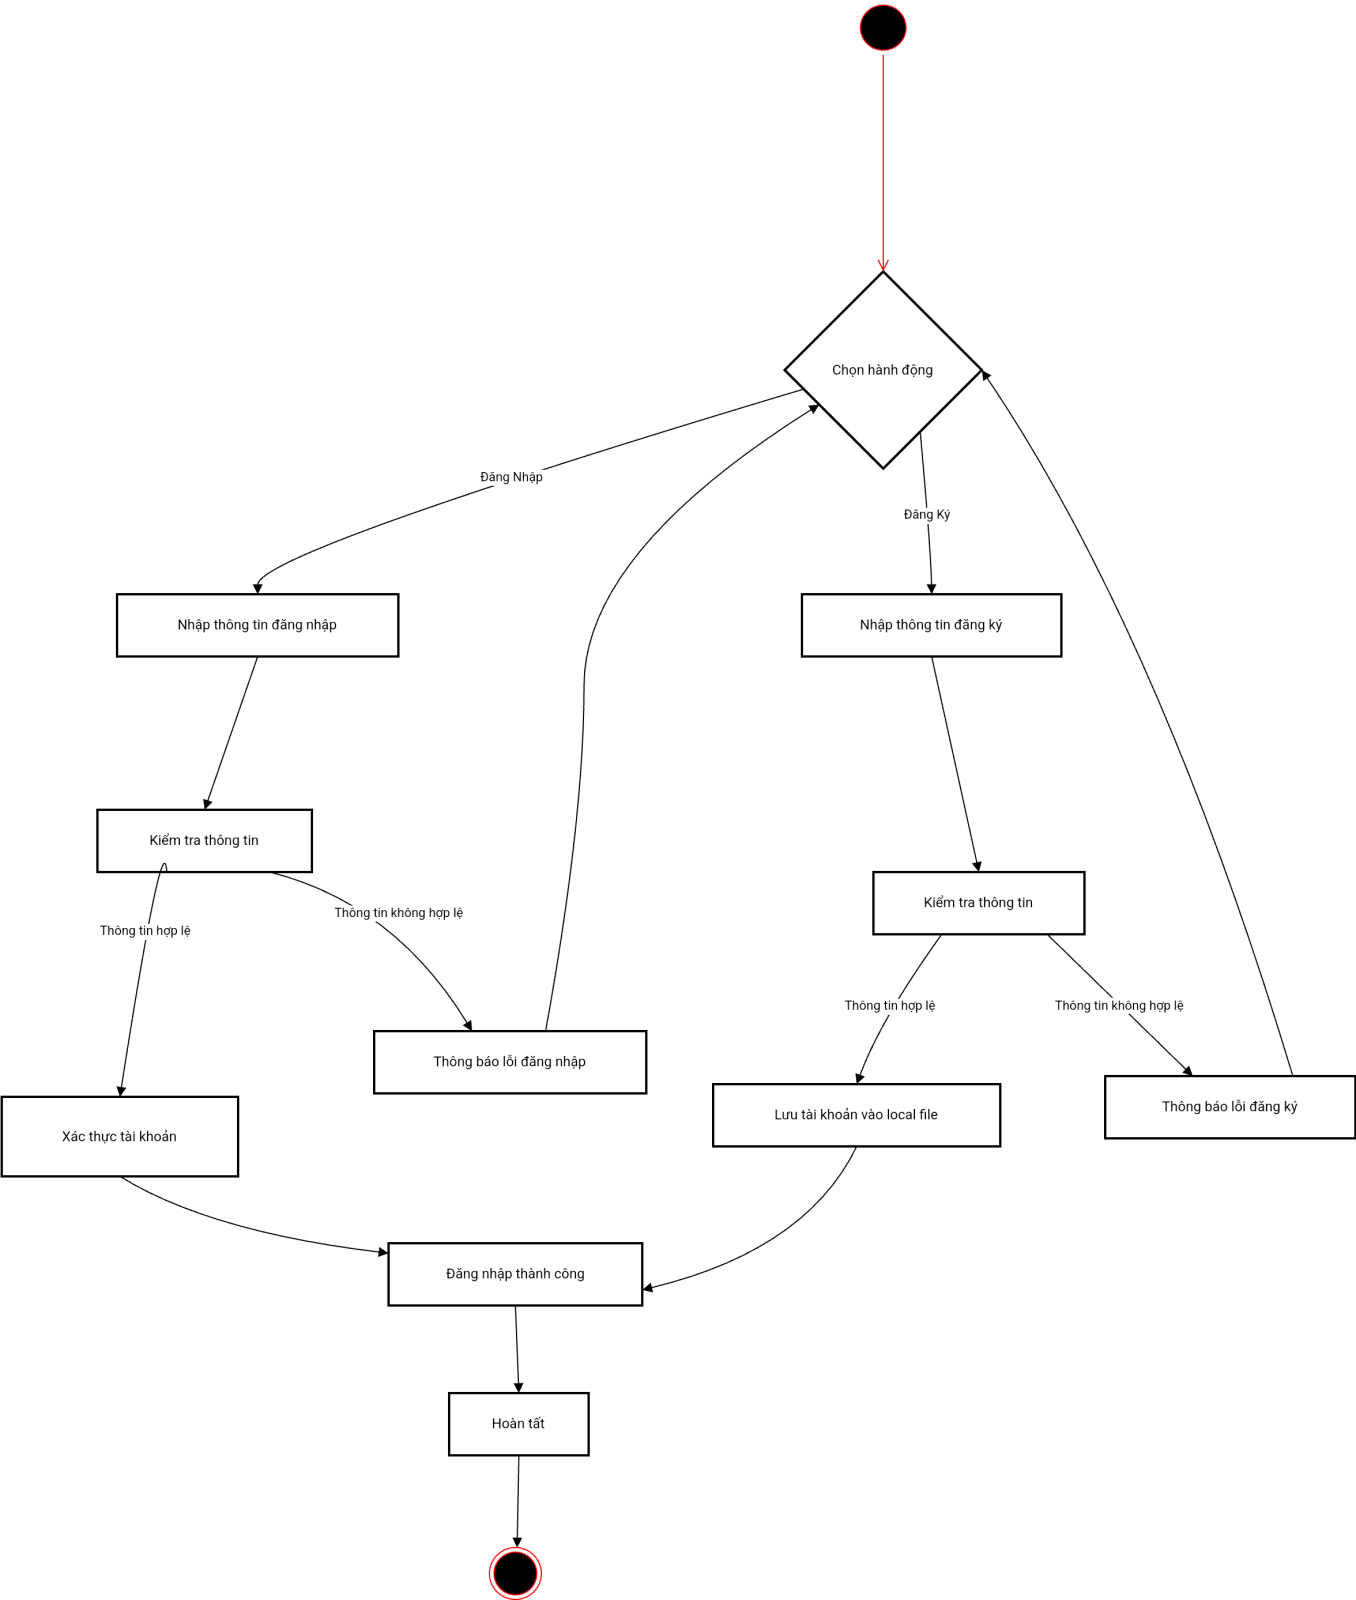 Chọn hành động
Đăng Nhập
Đăng Ký
Nhập thông tin đăng nhập
Nhập thông tin đăng ký
Kiểm tra thông tin
Kiểm tra thông tin
Thông tin không hợp lệ
Thông tin hợp lệ
Thông tin hợp lệ
Thông tin không hợp lệ
Thông báo lỗi đăng nhập
Thông báo lỗi đăng ký
Lưu tài khoản vào local file
Xác thực tài khoản
Đăng nhập thành công
Hoàn tất